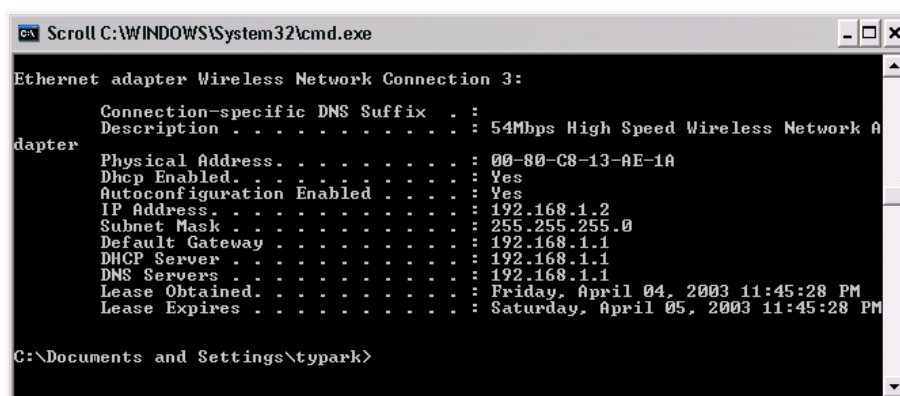 Scroll C:\WINDOWS\System32\cmd.exe
Ethernet adapter Wireless Network Connection 3:
Connection-specific DNS Suffix . :
Description . . . . . . . . . . . : 54Mbps High Speed Wireless Network A
dapter
Physical Address. . . . . . . . . : 00-80-C8-13-AE-1A
Dhcp Enabled. . . . . . . . . . . : Yes
Autoconfiguration Enabled . . . . : Yes
IP Address. . . . . . . . . . . . : 192.168.1.2
Subnet Mask . . . . . . . . . . . : 255.255.255.0
Default Gateway . . . . . . . . . : 192.168.1.1
DHCP Server . . . . . . . . . . . : 192.168.1.1
DNS Servers . . . . . . . . . . . : 192.168.1.1
Lease Obtained. . . . . . . . . . : Friday, April 04, 2003 11:45:28 PM
Lease Expires . . . . . . . . . . : Saturday, April 05, 2003 11:45:28 PM
C:\Documents and Settings\typark>